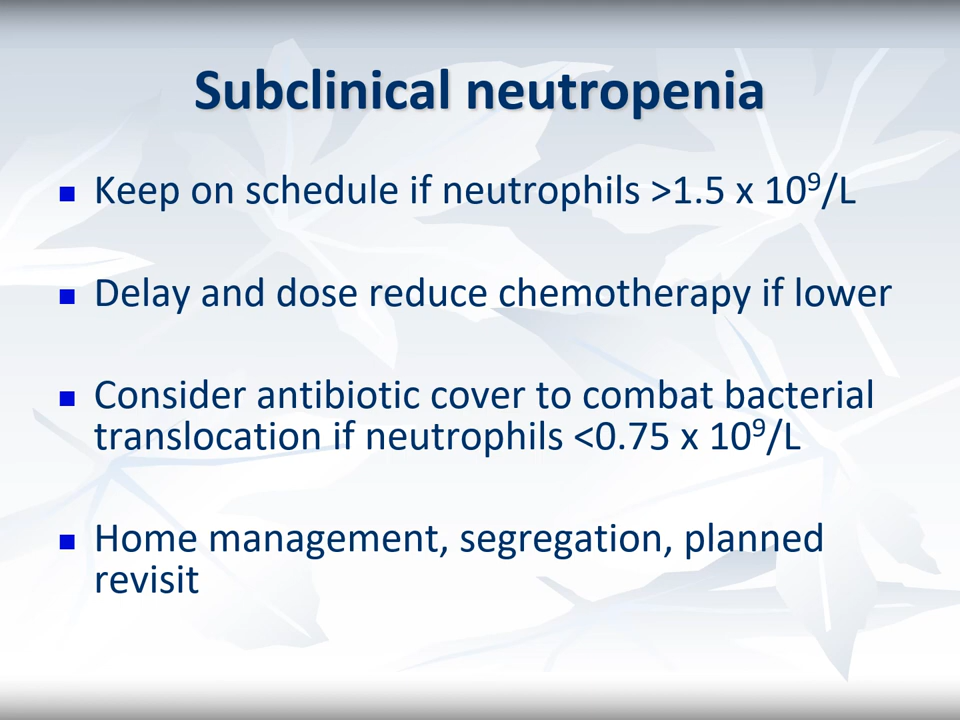 Subclinical neutropenia
■ Keep on schedule if neutrophils >1.5 x 10⁹/L
■ Delay and dose reduce chemotherapy if lower
■ Consider antibiotic cover to combat bacterial
translocation if neutrophils <0.75 x 10⁹/L
■ Home management, segregation, planned
revisit